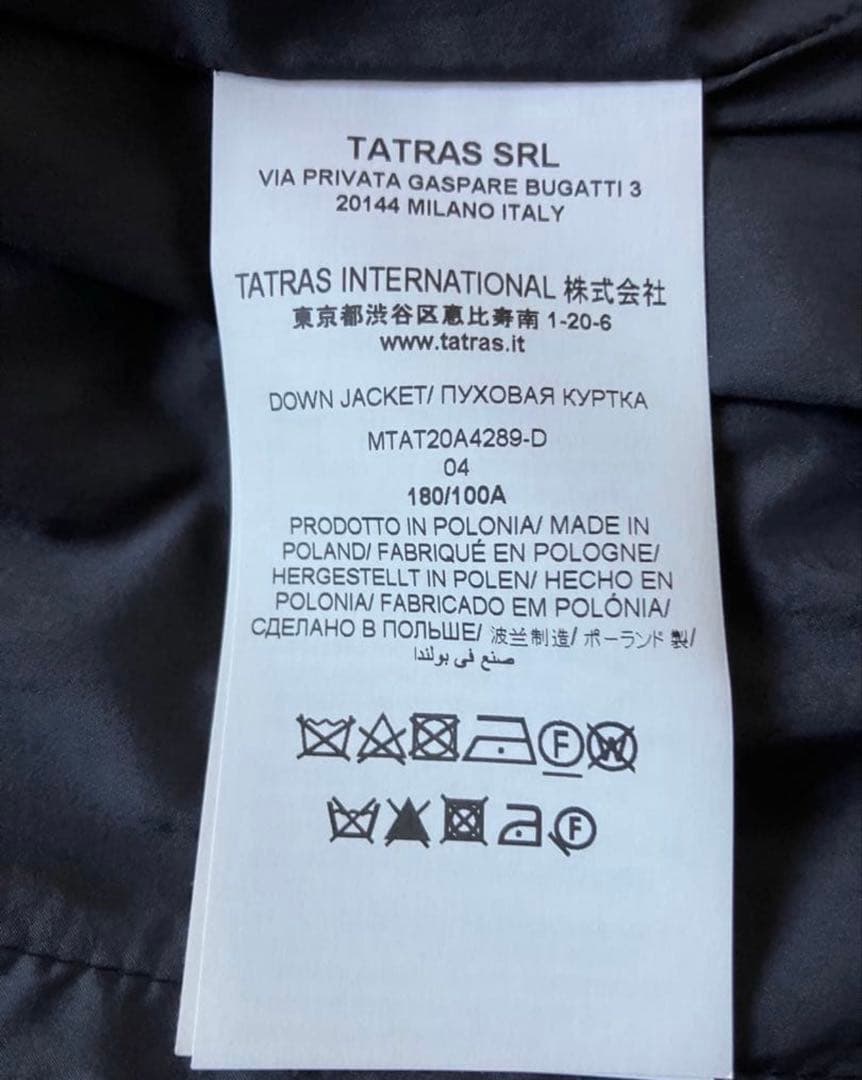 TATRAS SRL
VIA PRIVATA GASPARE BUGATTI 3
20144 MILANO ITALY
TATRAS INTERNATIONAL 株式会社
東京都渋谷区恵比寿南 1-20-6
www.tatras.it
DOWN JACKET/ ПУХОВАЯ КУРТКА
MTAT20A4289-D
04
180/100A
PRODOTTO IN POLONIA/ MADE IN
POLAND/ FABRIQUÉ EN POLOGNE/
HERGESTELLT IN POLEN/ HECHO EN
POLONIA/ FABRICADO EM POLÓNIA/
СДЕЛАНО В ПОЛЬШЕ/ 波兰制造/ ポーランド 製/
صنع في بولندا
F W
F